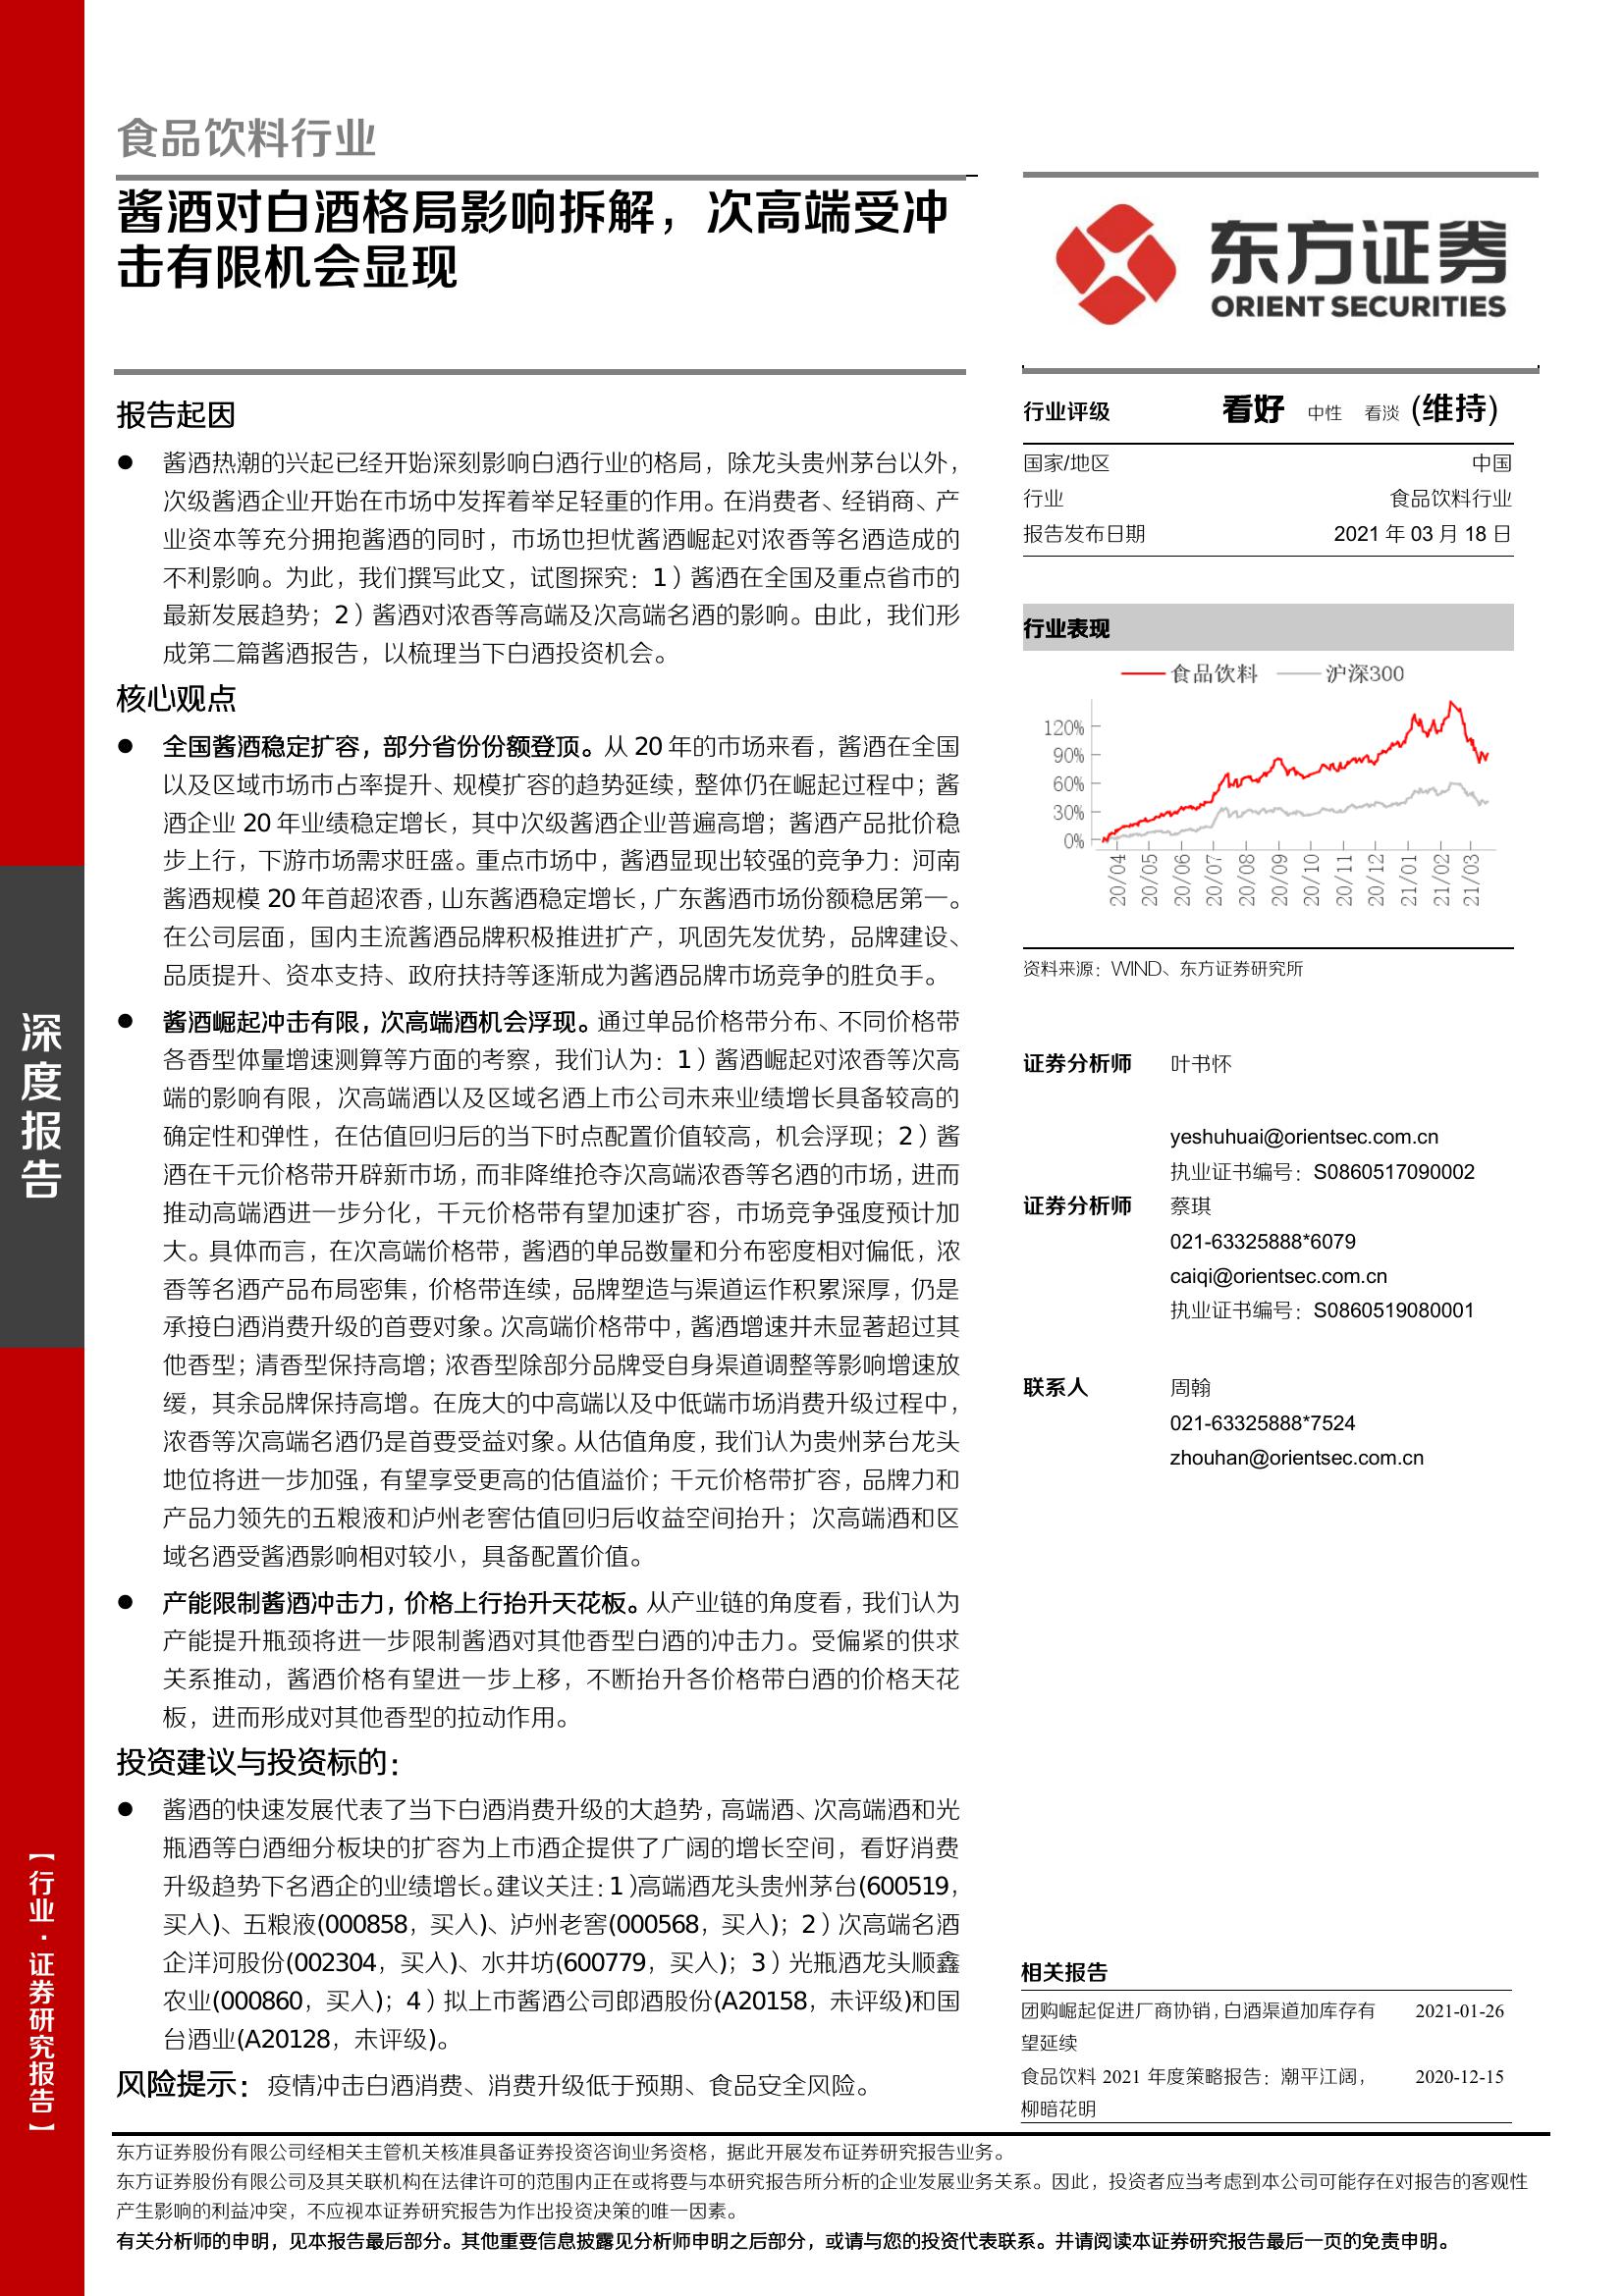 食品饮料行业
酱酒对白酒格局影响拆解，次高端受冲
击有限机会显现
报告起因
● 酱酒热潮的兴起已经开始深刻影响白酒行业的格局，除龙头贵州茅台以外，
次级酱酒企业开始在市场中发挥着举足轻重的作用。在消费者、经销商、产
业资本等充分拥抱酱酒的同时，市场也担忧酱酒崛起对浓香等名酒造成的
不利影响。为此，我们撰写此文，试图探究：1）酱酒在全国及重点省市的
最新发展趋势；2）酱酒对浓香等高端及次高端名酒的影响。由此，我们形
成第二篇酱酒报告，以梳理当下白酒投资机会。
核心观点
● 全国酱酒稳定扩容，部分省份份额登顶。从 20 年的市场来看，酱酒在全国
以及区域市场市占率提升、规模扩容的趋势延续，整体仍在崛起过程中；酱
酒企业 20 年业绩稳定增长，其中次级酱酒企业普遍高增；酱酒产品批价稳
步上行，下游市场需求旺盛。重点市场中，酱酒显现出较强的竞争力：河南
酱酒规模 20 年首超浓香，山东酱酒稳定增长，广东酱酒市场份额稳居第一。
在公司层面，国内主流酱酒品牌积极推进扩产，巩固先发优势，品牌建设、
品质提升、资本支持、政府扶持等逐渐成为酱酒品牌市场竞争的胜负手。
● 酱酒崛起冲击有限，次高端酒机会浮现。通过单品价格带分布、不同价格带
各香型体量增速测算等方面的考察，我们认为：1）酱酒崛起对浓香等次高
端的影响有限，次高端酒以及区域名酒上市公司未来业绩增长具备较高的
确定性和弹性，在估值回归后的当下时点配置价值较高，机会浮现；2）酱
酒在千元价格带开辟新市场，而非降维抢夺次高端浓香等名酒的市场，进而
推动高端酒进一步分化，千元价格带有望加速扩容，市场竞争强度预计加
大。具体而言，在次高端价格带，酱酒的单品数量和分布密度相对偏低，浓
香等名酒产品布局密集，价格带连续，品牌塑造与渠道运作积累深厚，仍是
承接白酒消费升级的首要对象。次高端价格带中，酱酒增速并未显著超过其
他香型；清香型保持高增；浓香型除部分品牌受自身渠道调整等影响增速放
缓，其余品牌保持高增。在庞大的中高端以及中低端市场消费升级过程中，
浓香等次高端名酒仍是首要受益对象。从估值角度，我们认为贵州茅台龙头
地位将进一步加强，有望享受更高的估值溢价；千元价格带扩容，品牌力和
产品力领先的五粮液和泸州老窖估值回归后收益空间抬升；次高端酒和区
域名酒受酱酒影响相对较小，具备配置价值。
● 产能限制酱酒冲击力，价格上行抬升天花板。从产业链的角度看，我们认为
产能提升瓶颈将进一步限制酱酒对其他香型白酒的冲击力。受偏紧的供求
关系推动，酱酒价格有望进一步上移，不断抬升各价格带白酒的价格天花
板，进而形成对其他香型的拉动作用。
投资建议与投资标的：
● 酱酒的快速发展代表了当下白酒消费升级的大趋势，高端酒、次高端酒和光
瓶酒等白酒细分板块的扩容为上市酒企提供了广阔的增长空间，看好消费
升级趋势下名酒企的业绩增长。建议关注：1）高端酒龙头贵州茅台(600519，
买入)、五粮液(000858，买入)、泸州老窖(000568，买入)；2）次高端名酒
企洋河股份(002304，买入)、水井坊(600779，买入)；3）光瓶酒龙头顺鑫
农业(000860，买入)；4）拟上市酱酒公司郎酒股份(A20158，未评级)和国
台酒业(A20128，未评级)。
风险提示：疫情冲击白酒消费、消费升级低于预期、食品安全风险。
东方证券
ORIENT SECURITIES
行业评级 看好 中性 看淡 (维持)
国家/地区 中国
行业 食品饮料行业
报告发布日期 2021 年 03 月 18 日
行业表现
食品饮料 沪深300
120%
90%
60%
30%
0%
20/04 20/05 20/06 20/07 20/08 20/09 20/10 20/11 20/12 21/01 21/02 21/03
资料来源：WIND、东方证券研究所
证券分析师 叶书怀
yeshuhuai@orientsec.com.cn
执业证书编号：S0860517090002
证券分析师 蔡琪
021-63325888*6079
caiqi@orientsec.com.cn
执业证书编号：S0860519080001
联系人 周翰
021-63325888*7524
zhouhan@orientsec.com.cn
相关报告
团购崛起促进厂商协销，白酒渠道加库存有 2021-01-26
望延续
食品饮料 2021 年度策略报告：潮平江阔， 2020-12-15
柳暗花明
深度报告
【行业·证券研究报告】
东方证券股份有限公司经相关主管机关核准具备证券投资咨询业务资格，据此开展发布证券研究报告业务。
东方证券股份有限公司及其关联机构在法律许可的范围内正在或将要与本研究报告所分析的企业发展业务关系。因此，投资者应当考虑到本公司可能存在对报告的客观性
产生影响的利益冲突，不应视本证券研究报告为作出投资决策的唯一因素。
有关分析师的申明，见本报告最后部分。其他重要信息披露见分析师申明之后部分，或请与您的投资代表联系。并请阅读本证券研究报告最后一页的免责申明。